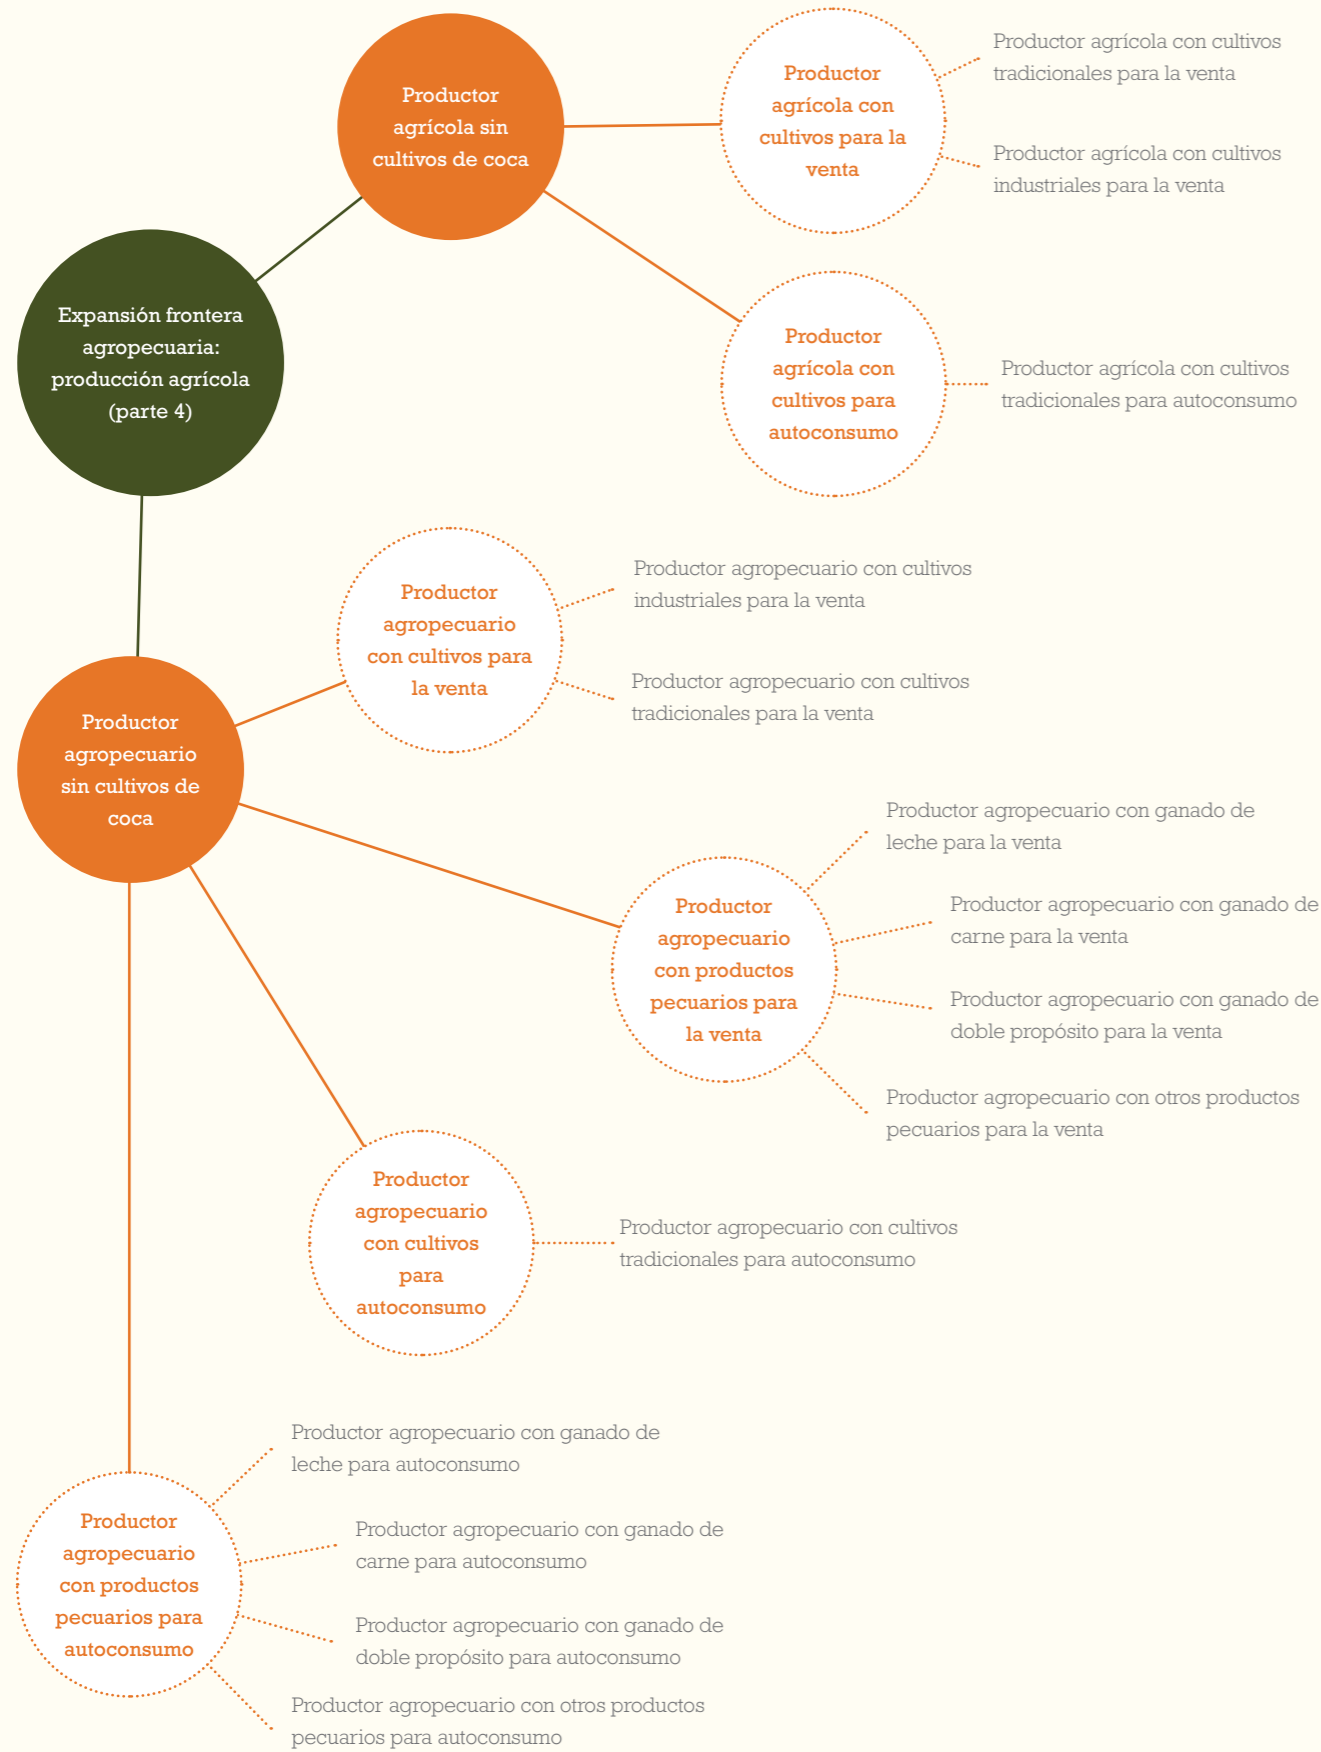 Productor
agrícola sin
cultivos de coca
Productor
agrícola con
cultivos para la
venta
Productor agrícola con cultivos
tradicionales para la venta
Productor agrícola con cultivos
industriales para la venta
Expansión frontera
agropecuaria:
producción agrícola
(parte 4)
Productor
agrícola con
cultivos para
autoconsumo
Productor agrícola con cultivos
tradicionales para autoconsumo
Productor
agropecuario
con cultivos para
la venta
Productor agropecuario con cultivos
industriales para la venta
Productor agropecuario con cultivos
tradicionales para la venta
Productor
agropecuario
sin cultivos de
coca
Productor
agropecuario
con productos
pecuarios para
la venta
Productor agropecuario con ganado de
leche para la venta
Productor agropecuario con ganado de
carne para la venta
Productor agropecuario con ganado de
doble propósito para la venta
Productor agropecuario con otros productos
pecuarios para la venta
Productor
agropecuario
con cultivos
para
autoconsumo
Productor agropecuario con cultivos
tradicionales para autoconsumo
Productor
agropecuario
con productos
pecuarios para
autoconsumo
Productor agropecuario con ganado de
leche para autoconsumo
Productor agropecuario con ganado de
carne para autoconsumo
Productor agropecuario con ganado de
doble propósito para autoconsumo
Productor agropecuario con otros productos
pecuarios para autoconsumo